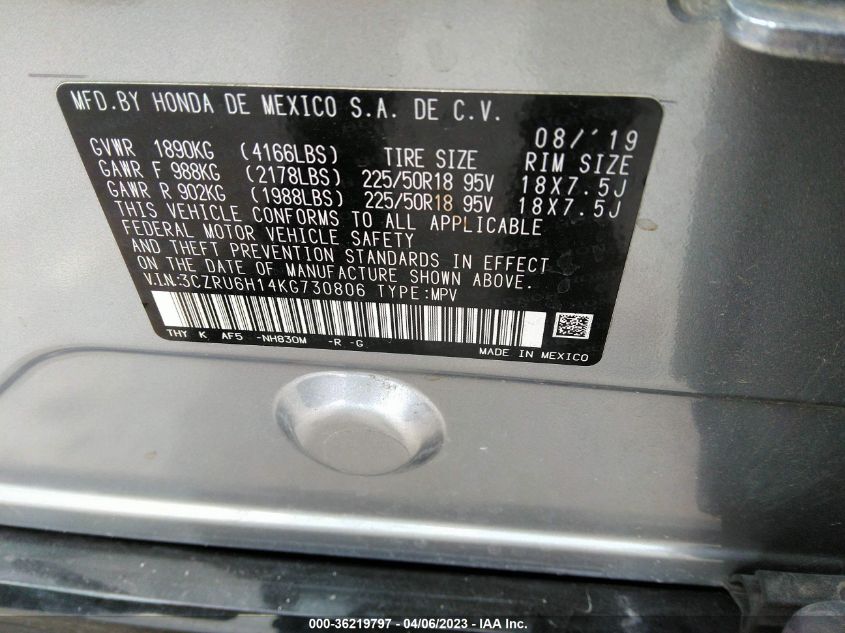 MFD.BY HONDA DE MEXICO S.A. DE C.V.
08/'19
GVWR 1890KG (4166LBS) TIRE SIZE RIM SIZE
GAWR F 988KG (2178LBS) 225/50R18 95V 18X7.5J
GAWR R 902KG (1988LBS) 225/50R18 95V 18X7.5J
THIS VEHICLE CONFORMS TO ALL APPLICABLE
FEDERAL MOTOR VEHICLE SAFETY
AND THEFT PREVENTION STANDARDS IN EFFECT
ON THE DATE OF MANUFACTURE SHOWN ABOVE.
V.I.N:3CZRU6H14KG730806 TYPE:MPV
THY K AF5 -NH830M -R -G
MADE IN MEXICO
000-36219797 - 04/06/2023 - IAA Inc.